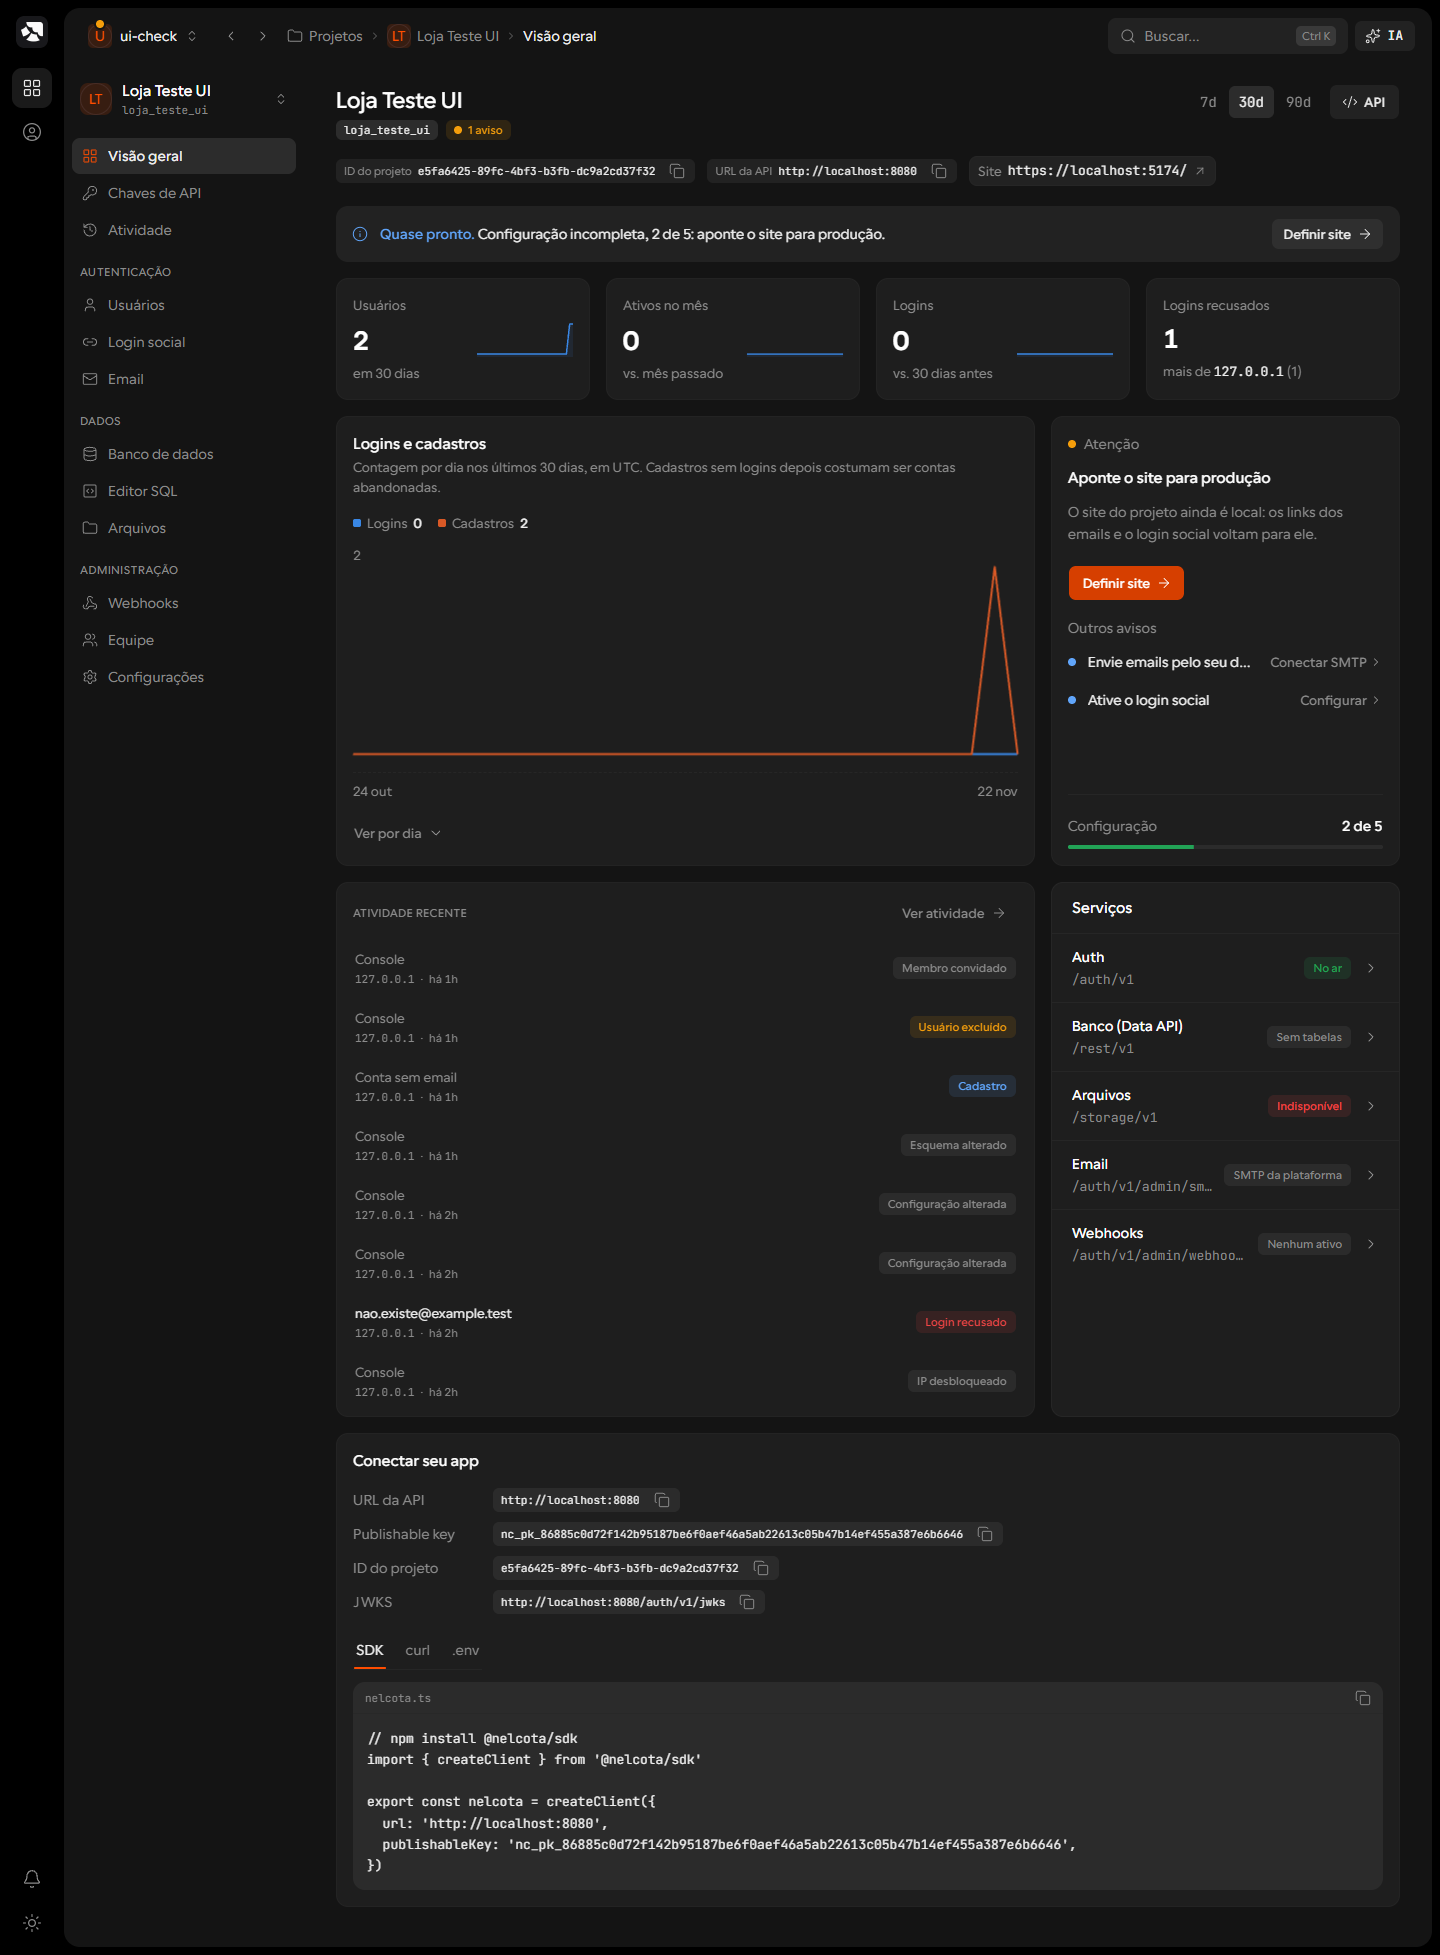 U ui-check
Projetos
LT Loja Teste UI
Visão geral
Buscar...
Ctrl K
IA
LT
Loja Teste UI
loja_teste_ui
Visão geral
Chaves de API
Atividade
AUTENTICAÇÃO
Usuários
Login social
Email
DADOS
Banco de dados
Editor SQL
Arquivos
ADMINISTRAÇÃO
Webhooks
Equipe
Configurações
Loja Teste UI
7d 30d 90d
API
loja_teste_ui
1 aviso
ID do projeto e5fa6425-89fc-4bf3-b3fb-dc9a2cd37f32
URL da API http://localhost:8080
Site https://localhost:5174/
Quase pronto. Configuração incompleta, 2 de 5: aponte o site para produção.
Definir site
Usuários
2
em 30 dias
Ativos no mês
0
vs. mês passado
Logins
0
vs. 30 dias antes
Logins recusados
1
mais de 127.0.0.1 (1)
Logins e cadastros
Contagem por dia nos últimos 30 dias, em UTC. Cadastros sem logins depois costumam ser contas
abandonadas.
Logins 0 Cadastros 2
2
24 out
22 nov
Ver por dia
Atenção
Aponte o site para produção
O site do projeto ainda é local: os links dos
emails e o login social voltam para ele.
Definir site
Outros avisos
Envie emails pelo seu d... Conectar SMTP
Ative o login social Configurar
Configuração 2 de 5
ATIVIDADE RECENTE
Ver atividade
Console
127.0.0.1 · há 1h
Membro convidado
Console
127.0.0.1 · há 1h
Usuário excluído
Conta sem email
127.0.0.1 · há 1h
Cadastro
Console
127.0.0.1 · há 1h
Esquema alterado
Console
127.0.0.1 · há 2h
Configuração alterada
Console
127.0.0.1 · há 2h
Configuração alterada
nao.existe@example.test
127.0.0.1 · há 2h
Login recusado
Console
127.0.0.1 · há 2h
IP desbloqueado
Serviços
Auth
/auth/v1
No ar
Banco (Data API)
/rest/v1
Sem tabelas
Arquivos
/storage/v1
Indisponível
Email
/auth/v1/admin/sm…
SMTP da plataforma
Webhooks
/auth/v1/admin/webhoo…
Nenhum ativo
Conectar seu app
URL da API http://localhost:8080
Publishable key nc_pk_86885c0d72f142b95187be6f0aef46a5ab22613c05b47b14ef455a387e6b6646
ID do projeto e5fa6425-89fc-4bf3-b3fb-dc9a2cd37f32
JWKS http://localhost:8080/auth/v1/jwks
SDK curl .env
nelcota.ts
// npm install @nelcota/sdk
import { createClient } from '@nelcota/sdk'
export const nelcota = createClient({
url: 'http://localhost:8080',
publishableKey: 'nc_pk_86885c0d72f142b95187be6f0aef46a5ab22613c05b47b14ef455a387e6b6646',
})